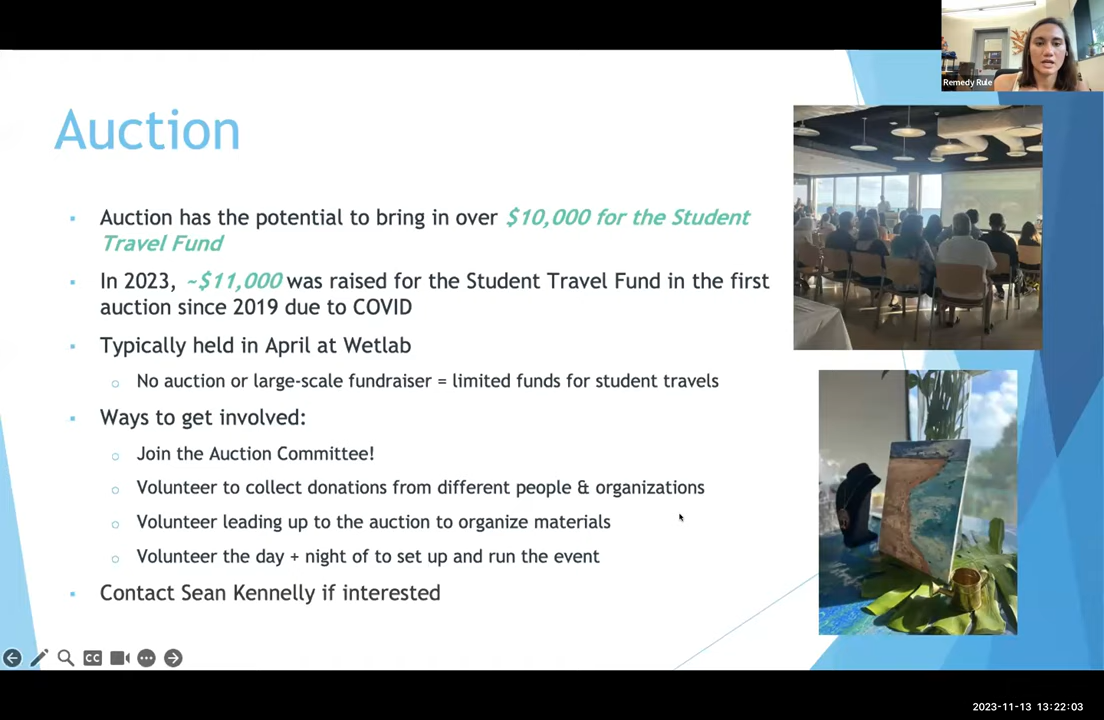 Remedy Rule
Auction
Auction has the potential to bring in over $10,000 for the Student
Travel Fund
In 2023, ~$11,000 was raised for the Student Travel Fund in the first
auction since 2019 due to COVID
Typically held in April at Wetlab
No auction or large-scale fundraiser = limited funds for student travels
Ways to get involved:
Join the Auction Committee!
Volunteer to collect donations from different people & organizations
Volunteer leading up to the auction to organize materials
Volunteer the day + night of to set up and run the event
Contact Sean Kennelly if interested
CC
2023-11-13 13:22:03